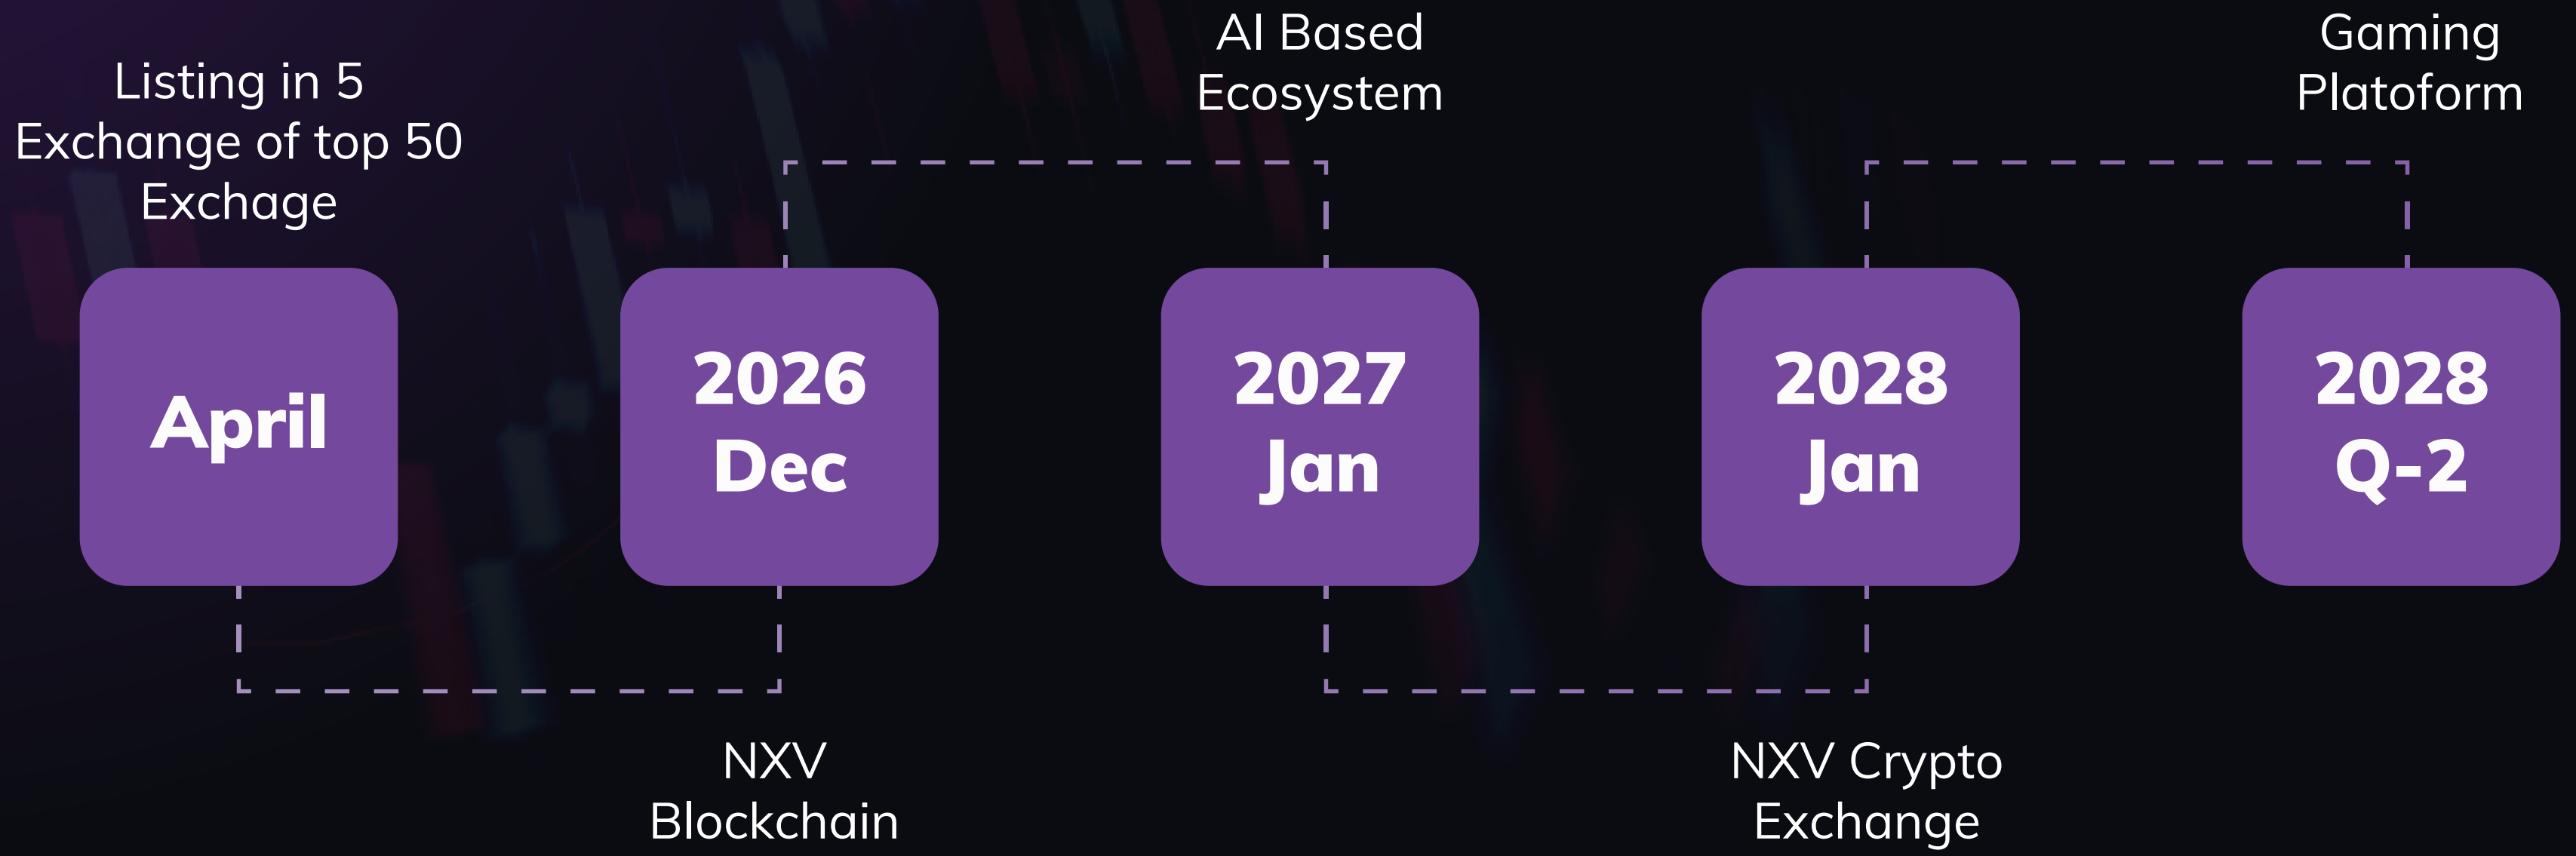 Listing in 5
Exchange of top 50
Exchage
April
2026
Dec
NXV
Blockchain
AI Based
Ecosystem
2027
Jan
2028
Jan
NXV Crypto
Exchange
Gaming
Platoform
2028
Q-2